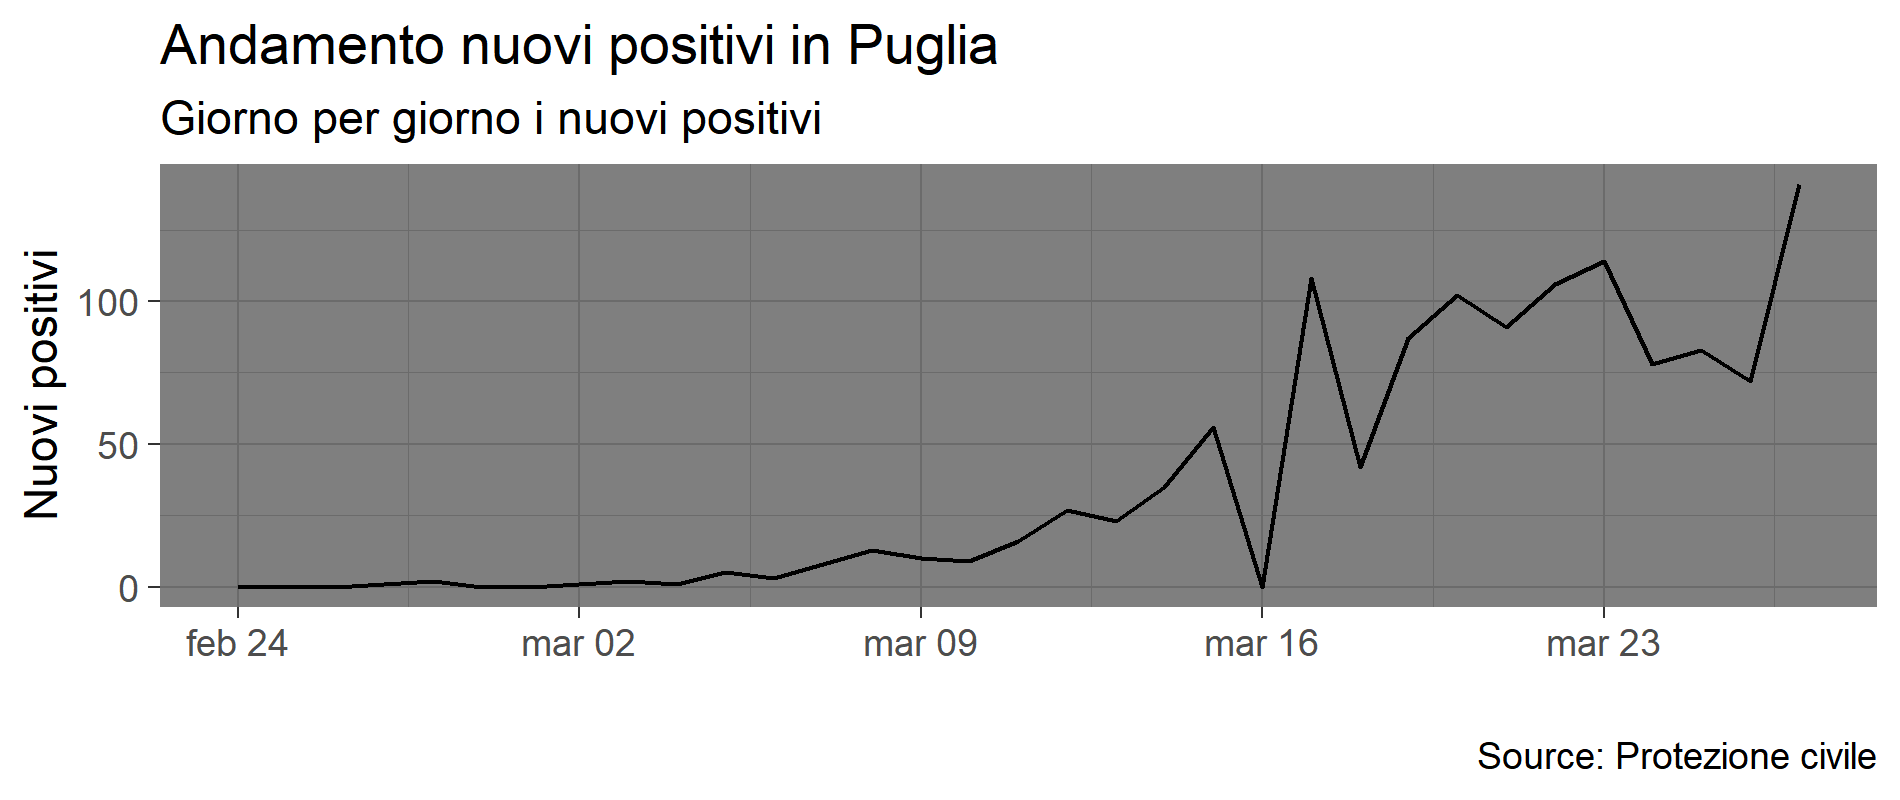 Andamento nuovi positivi in Puglia
Giorno per giorno i nuovi positivi
Nuovi positivi
100
50
0
feb 24 mar 02 mar 09 mar 16 mar 23
Source: Protezione civile